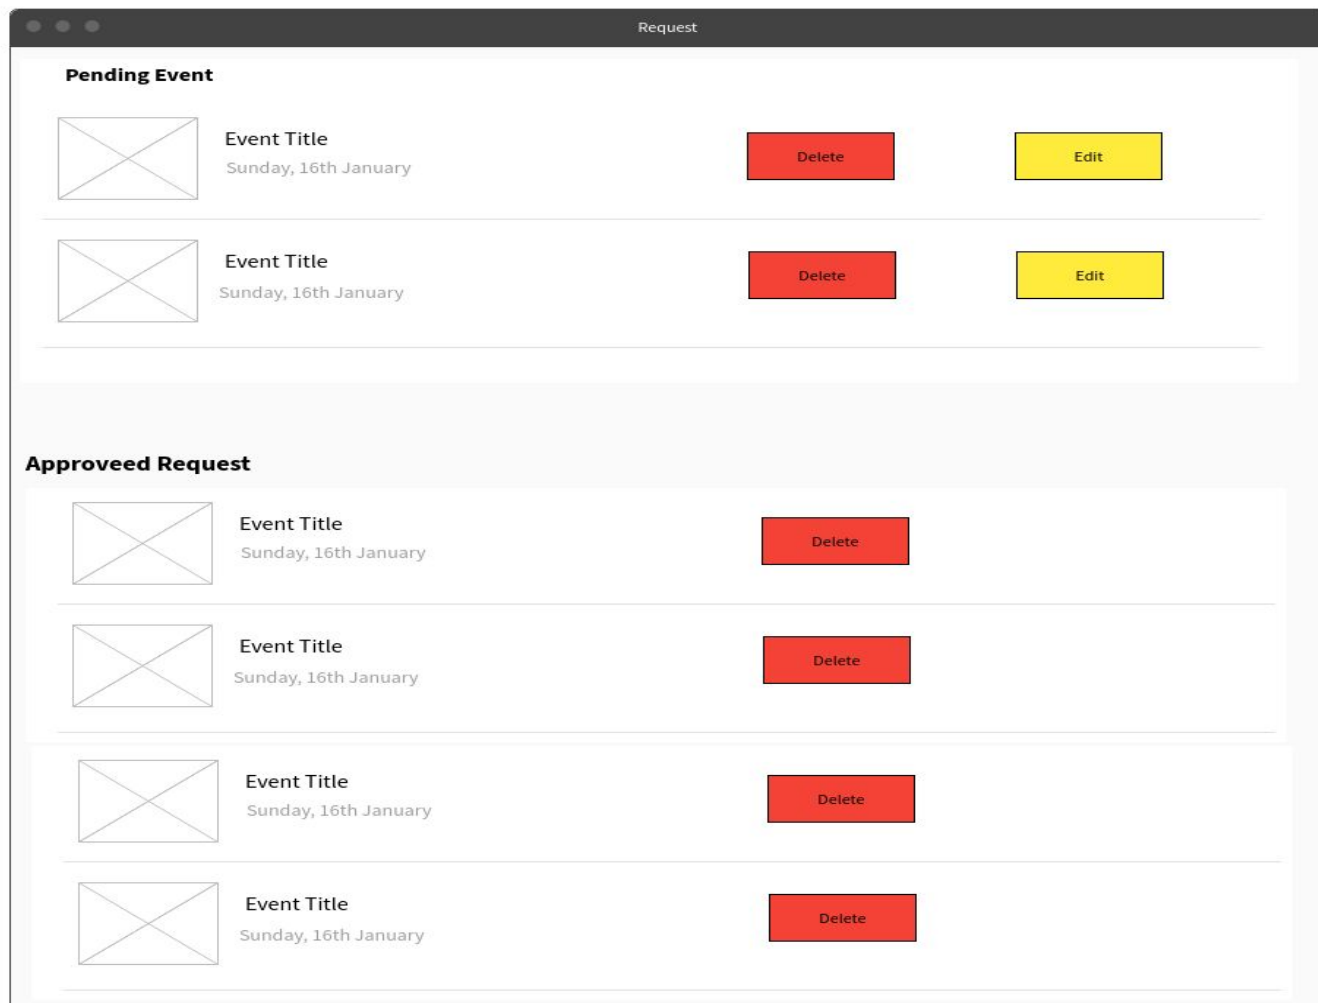 Request
Pending Event
Event Title
Sunday, 16th January
Delete
Edit
Event Title
Sunday, 16th January
Delete
Edit
Approveed Request
Event Title
Sunday, 16th January
Delete
Event Title
Sunday, 16th January
Delete
Event Title
Sunday, 16th January
Delete
Event Title
Sunday, 16th January
Delete